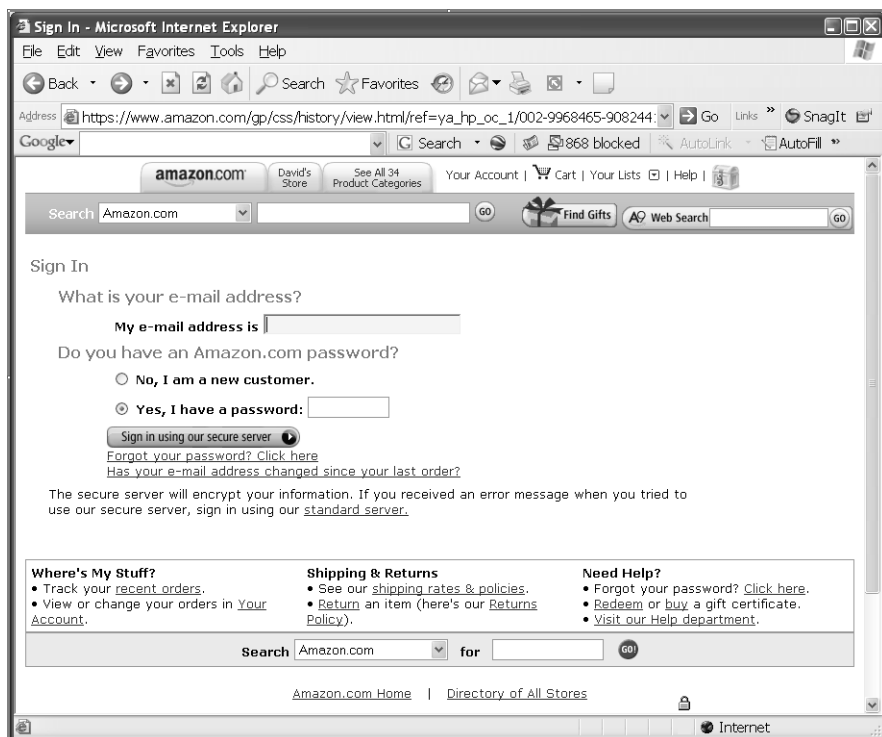 Sign In - Microsoft Internet Explorer
File Edit View Favorites Tools Help
Back Search Favorites
Address https://www.amazon.com/gp/css/history/view.html/ref=ya_hp_oc_1/002-9968465-908244 Go Links » SnagIt
Google Search 868 blocked AutoLink AutoFill »
amazon.com David's Store See All 34 Product Categories Your Account | Cart | Your Lists | Help |
Search Amazon.com GO Find Gifts A9 Web Search GO
Sign In
What is your e-mail address?
My e-mail address is
Do you have an Amazon.com password?
No, I am a new customer.
Yes, I have a password:
Sign in using our secure server
Forgot your password? Click here
Has your e-mail address changed since your last order?
The secure server will encrypt your information. If you received an error message when you tried to
use our secure server, sign in using our standard server.
Where's My Stuff?
• Track your recent orders.
• View or change your orders in Your
Account.
Shipping & Returns
• See our shipping rates & policies.
• Return an item (here's our Returns
Policy).
Need Help?
• Forgot your password? Click here.
• Redeem or buy a gift certificate.
• Visit our Help department.
Search Amazon.com for GO!
Amazon.com Home | Directory of All Stores
Internet